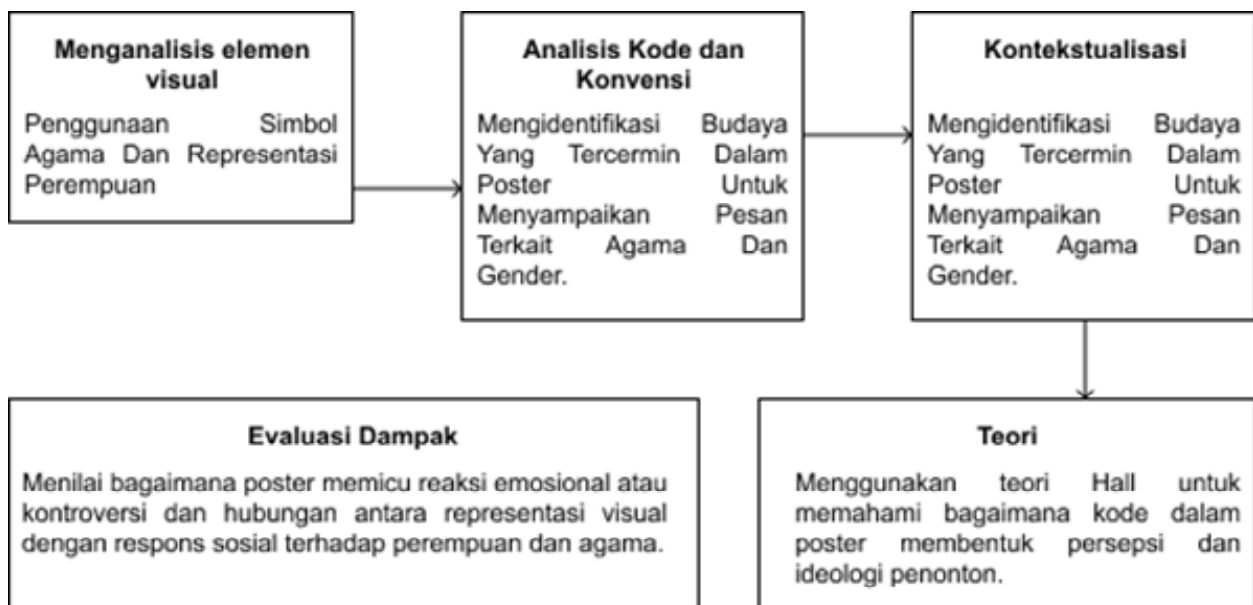 Menganalisis elemen
visual
Penggunaan Simbol
Agama Dan Representasi
Perempuan
Analisis Kode dan
Konvensi
Mengidentifikasi Budaya
Yang Tercermin Dalam
Poster Untuk
Menyampaikan Pesan
Terkait Agama Dan
Gender.
Kontekstualisasi
Mengidentifikasi Budaya
Yang Tercermin Dalam
Poster Untuk
Menyampaikan Pesan
Terkait Agama Dan
Gender.
Evaluasi Dampak
Menilai bagaimana poster memicu reaksi emosional atau
kontroversi dan hubungan antara representasi visual
dengan respons sosial terhadap perempuan dan agama.
Teori
Menggunakan teori Hall untuk
memahami bagaimana kode dalam
poster membentuk persepsi dan
ideologi penonton.